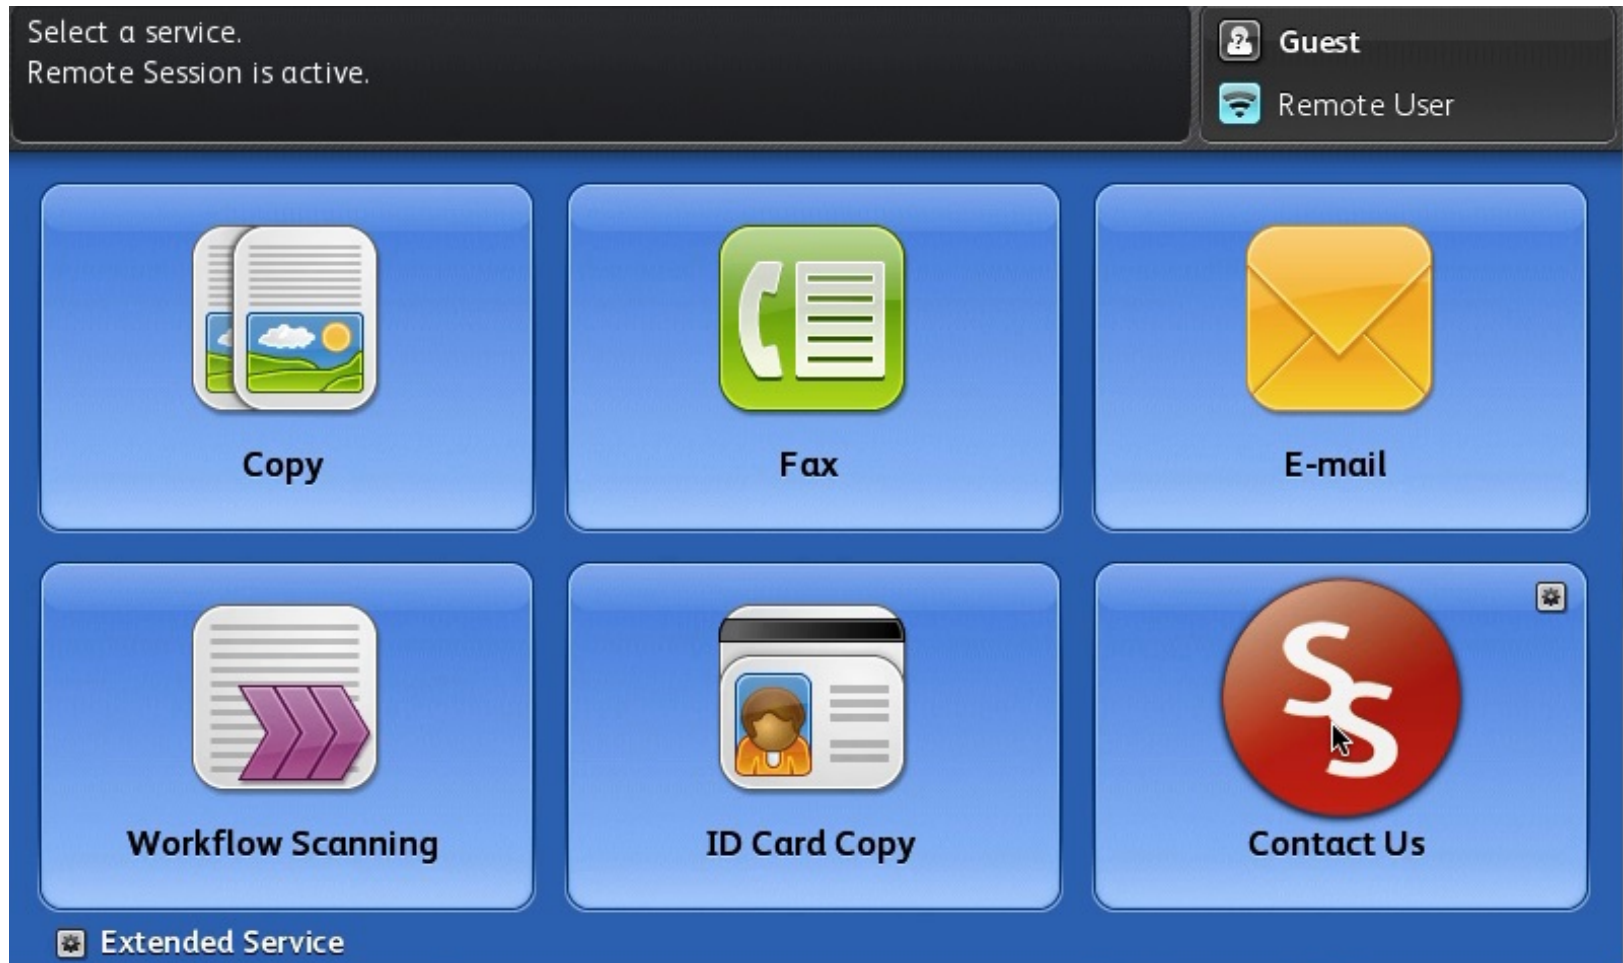 Select a service.
Remote Session is active.
Guest
Remote User
Copy
Fax
E-mail
Workflow Scanning
ID Card Copy
SS
Contact Us
Extended Service